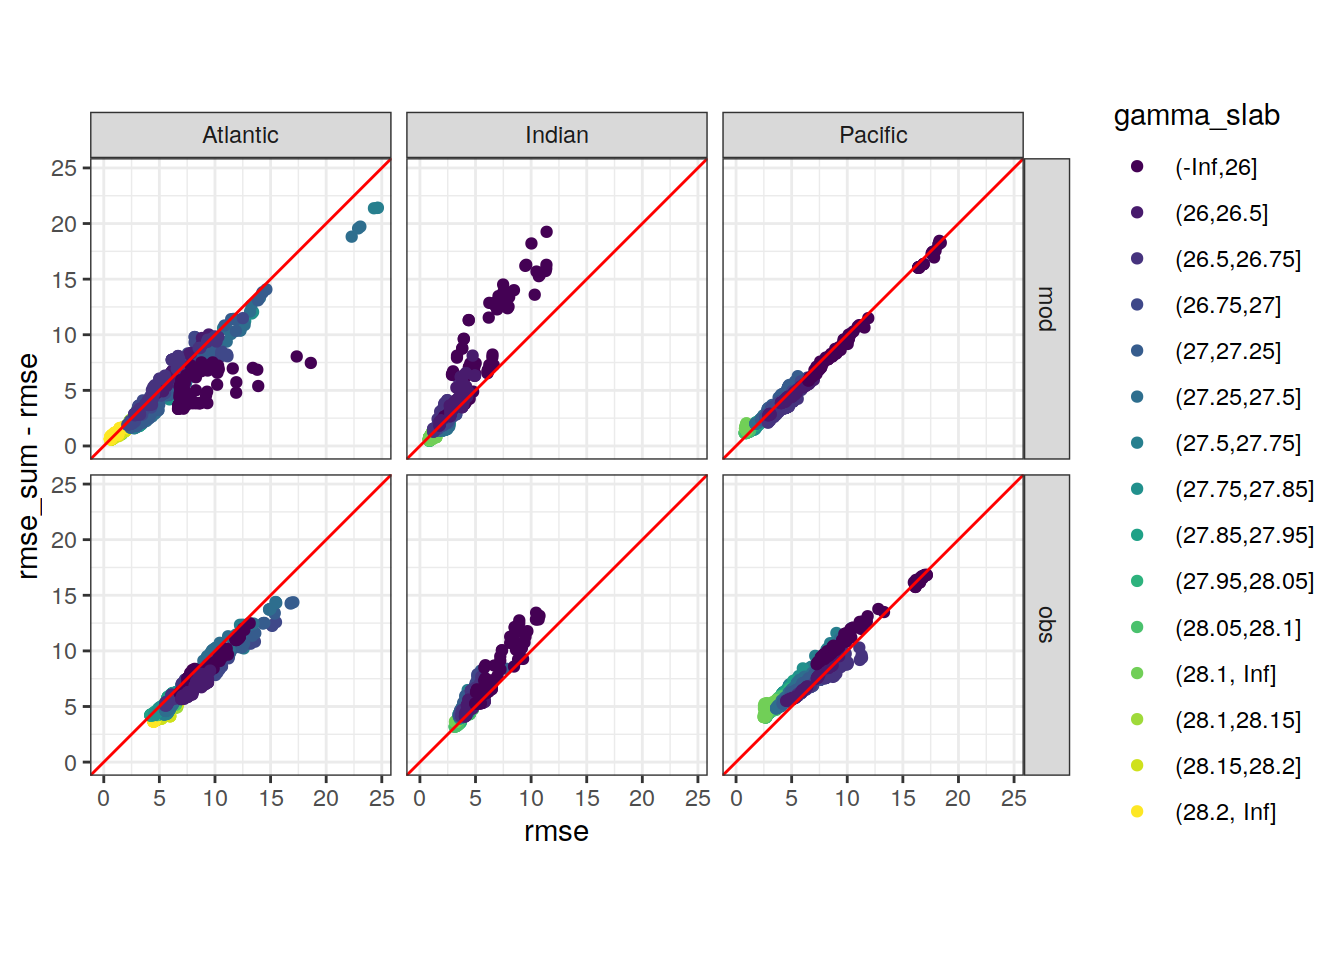 Atlantic
Indian
Pacific
gamma_slab
(-Inf,26]
(26,26.5]
(26.5,26.75]
(26.75,27]
(27,27.25]
(27.25,27.5]
(27.5,27.75]
(27.75,27.85]
(27.85,27.95]
(27.95,28.05]
(28.05,28.1]
(28.1, Inf]
(28.1,28.15]
(28.15,28.2]
(28.2, Inf]
mod
obs
rmse_sum - rmse
25
20
15
10
5
0
25
20
15
10
5
0
0 5 10 15 20 25
0 5 10 15 20 25
0 5 10 15 20 25
rmse